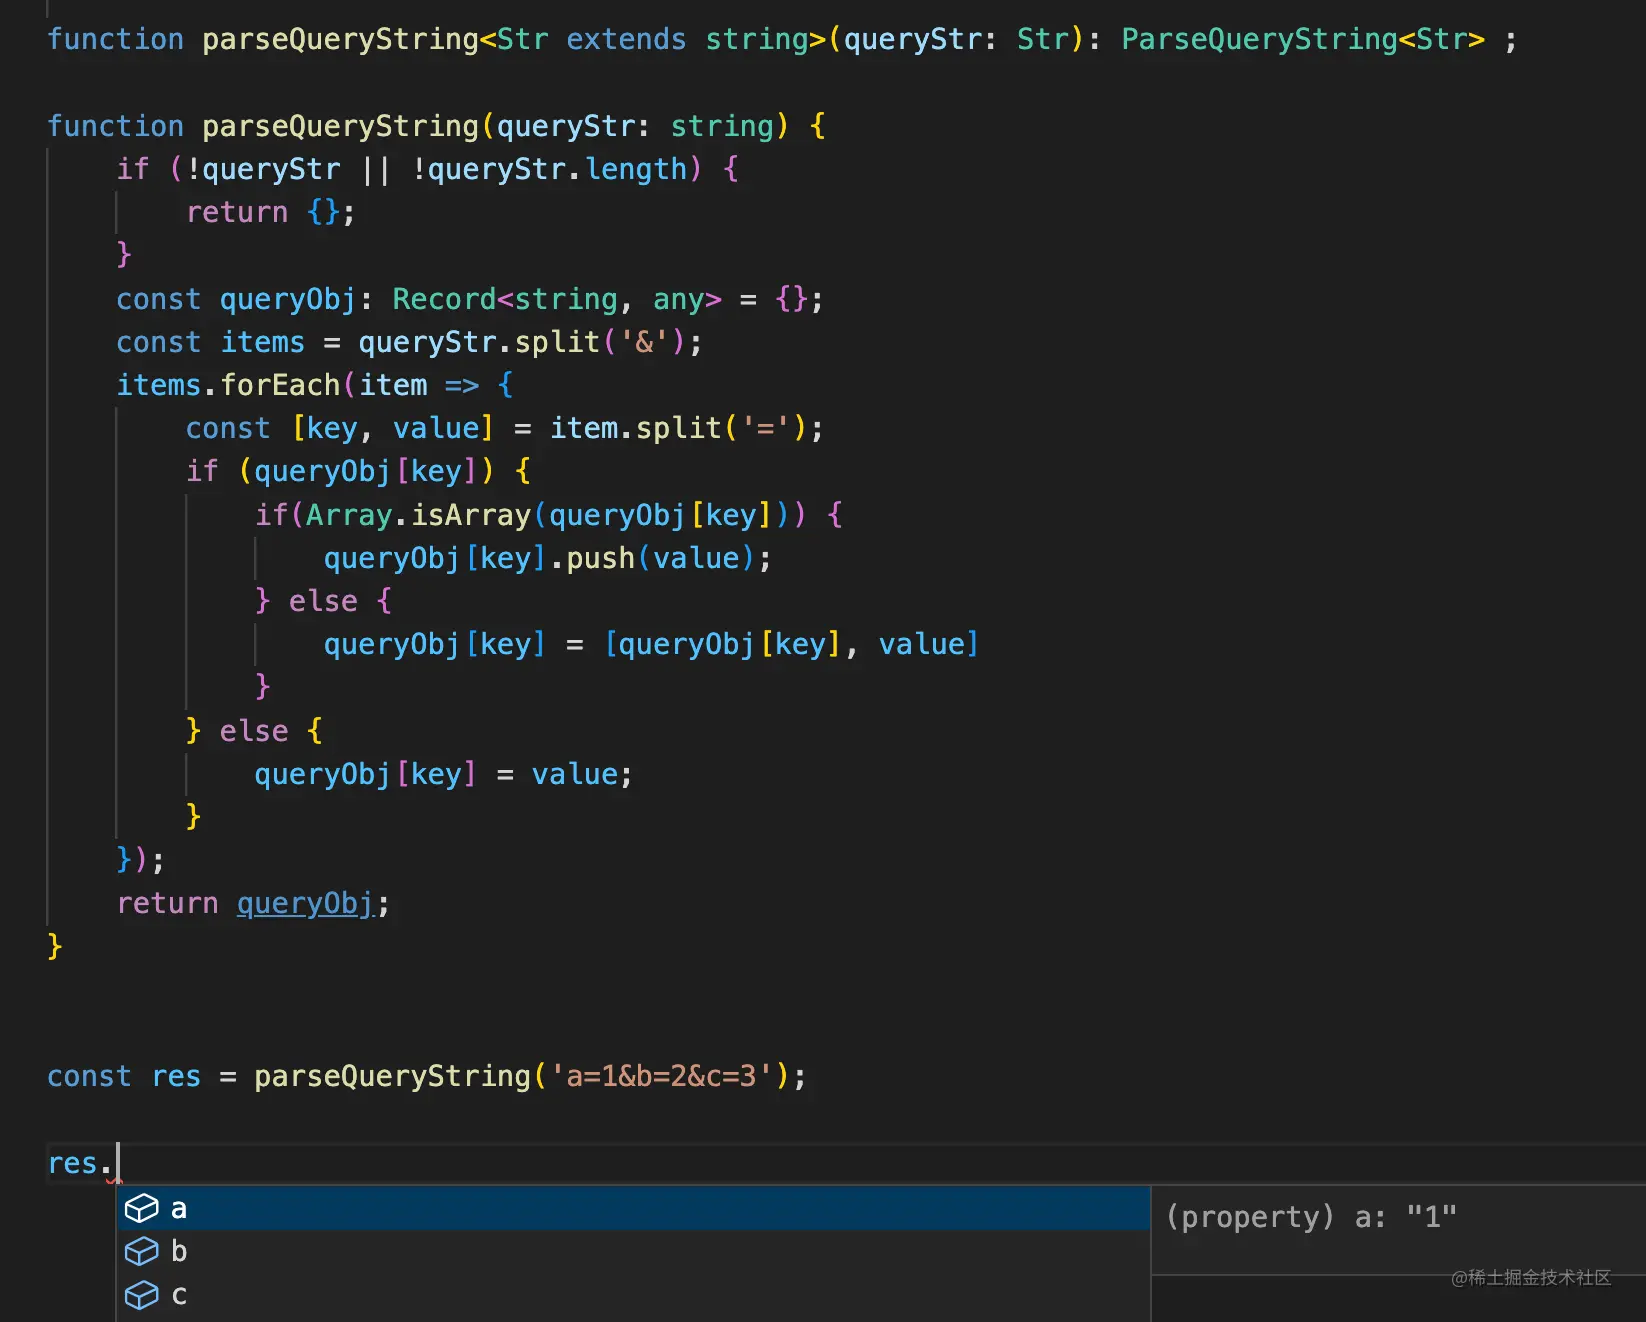 function parseQueryString<Str extends string>(queryStr: Str): ParseQueryString<Str> ;
function parseQueryString(queryStr: string) {
if (!queryStr || !queryStr.length) {
return {};
}
const queryObj: Record<string, any> = {};
const items = queryStr.split('&');
items.forEach(item => {
const [key, value] = item.split('=');
if (queryObj[key]) {
if(Array.isArray(queryObj[key])) {
queryObj[key].push(value);
} else {
queryObj[key] = [queryObj[key], value]
}
} else {
queryObj[key] = value;
}
});
return queryObj;
}
const res = parseQueryString('a=1&b=2&c=3');
res.
a
(property) a: "1"
b
c
@稀土掘金技术社区